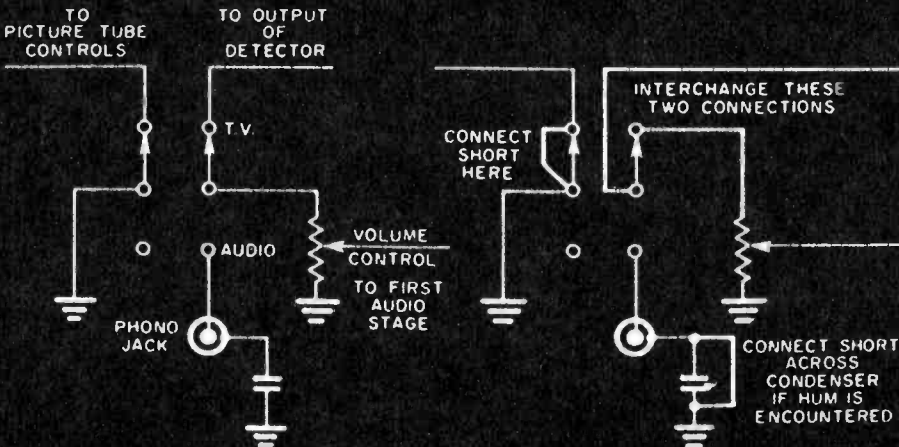 TO
PICTURE TUBE
CONTROLS
TO OUTPUT
OF
DETECTOR
T.V.
AUDIO
VOLUME
CONTROL
TO FIRST
AUDIO
STAGE
PHONO
JACK
CONNECT
SHORT
HERE
INTERCHANGE THESE
TWO CONNECTIONS
CONNECT SHORT
ACROSS
CONDENSER
IF HUM IS
ENCOUNTERED